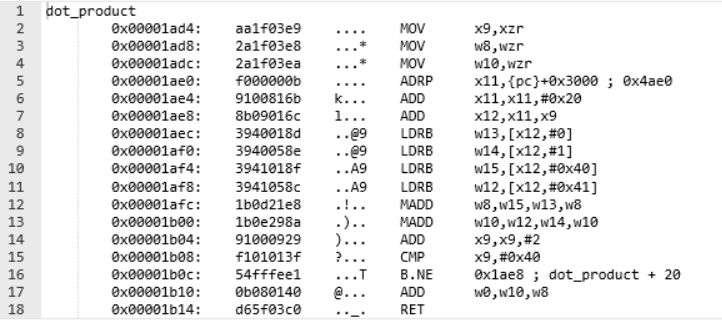 1 dot_product
2 0x00001ad4: aa1f03e9 .... MOV x9,xzr
3 0x00001ad8: 2a1f03e8 ...* MOV w8,wzr
4 0x00001adc: 2a1f03ea ...* MOV w10,wzr
5 0x00001ae0: f000000b .... ADRP x11,{pc}+0x3000 ; 0x4ae0
6 0x00001ae4: 9100816b k... ADD x11,x11,#0x20
7 0x00001ae8: 8b09016c l... ADD x12,x11,x9
8 0x00001aec: 3940018d ..@9 LDRB w13,[x12,#0]
9 0x00001af0: 3940058e ..@9 LDRB w14,[x12,#1]
10 0x00001af4: 3941018f ..A9 LDRB w15,[x12,#0x40]
11 0x00001af8: 3941058c ..A9 LDRB w12,[x12,#0x41]
12 0x00001afc: 1b0d21e8 .!.. MADD w8,w15,w13,w8
13 0x00001b00: 1b0e298a .).. MADD w10,w12,w14,w10
14 0x00001b04: 91000929 )... ADD x9,x9,#2
15 0x00001b08: f101013f ?... CMP x9,#0x40
16 0x00001b0c: 54fffee1 ...T B.NE 0x1ae8 ; dot_product + 20
17 0x00001b10: 0b080140 @... ADD w0,w10,w8
18 0x00001b14: d65f03c0 .._. RET